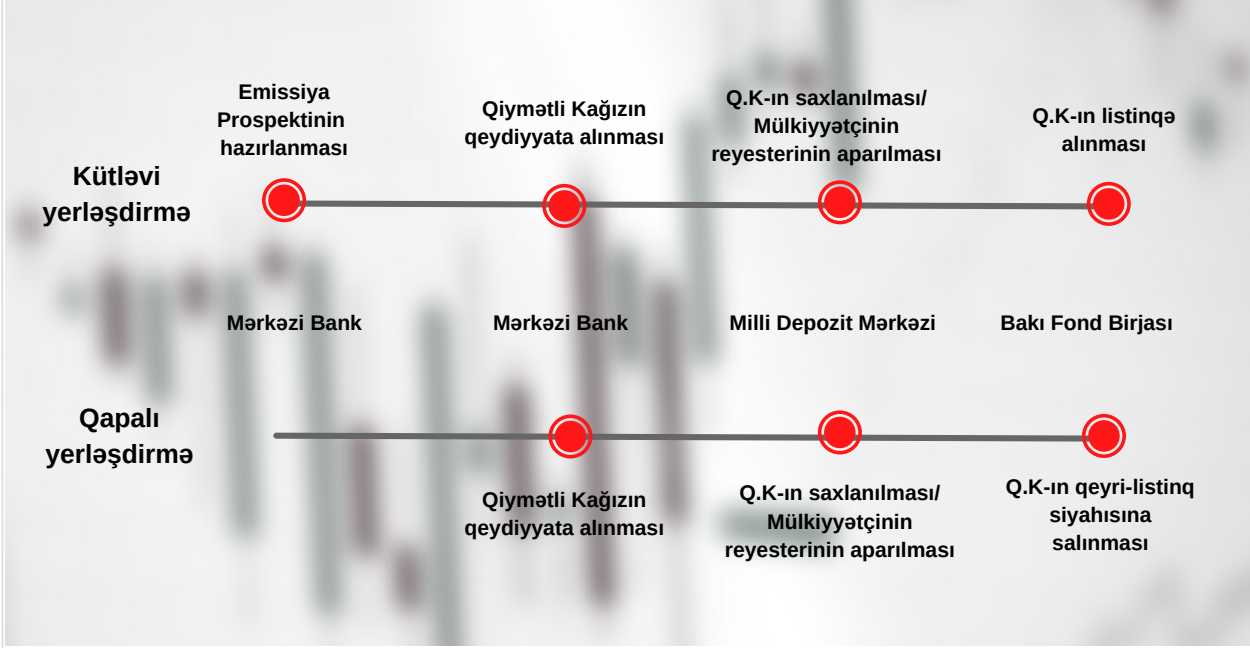 Emissiya
Prospektinin
hazırlanması
Qiymətli Kağızın
qeydiyyata alınması
Q.K-ın saxlanılması/
Mülkiyyətçinin
reyesterinin aparılması
Q.K-ın listinqə
alınması
Kütləvi
yerləşdirmə
Mərkəzi Bank
Mərkəzi Bank
Milli Depozit Mərkəzi
Bakı Fond Birjası
Qapalı
yerləşdirmə
Qiymətli Kağızın
qeydiyyata alınması
Q.K-ın saxlanılması/
Mülkiyyətçinin
reyesterinin aparılması
Q.K-ın qeyri-listinq
siyahısına
salınması